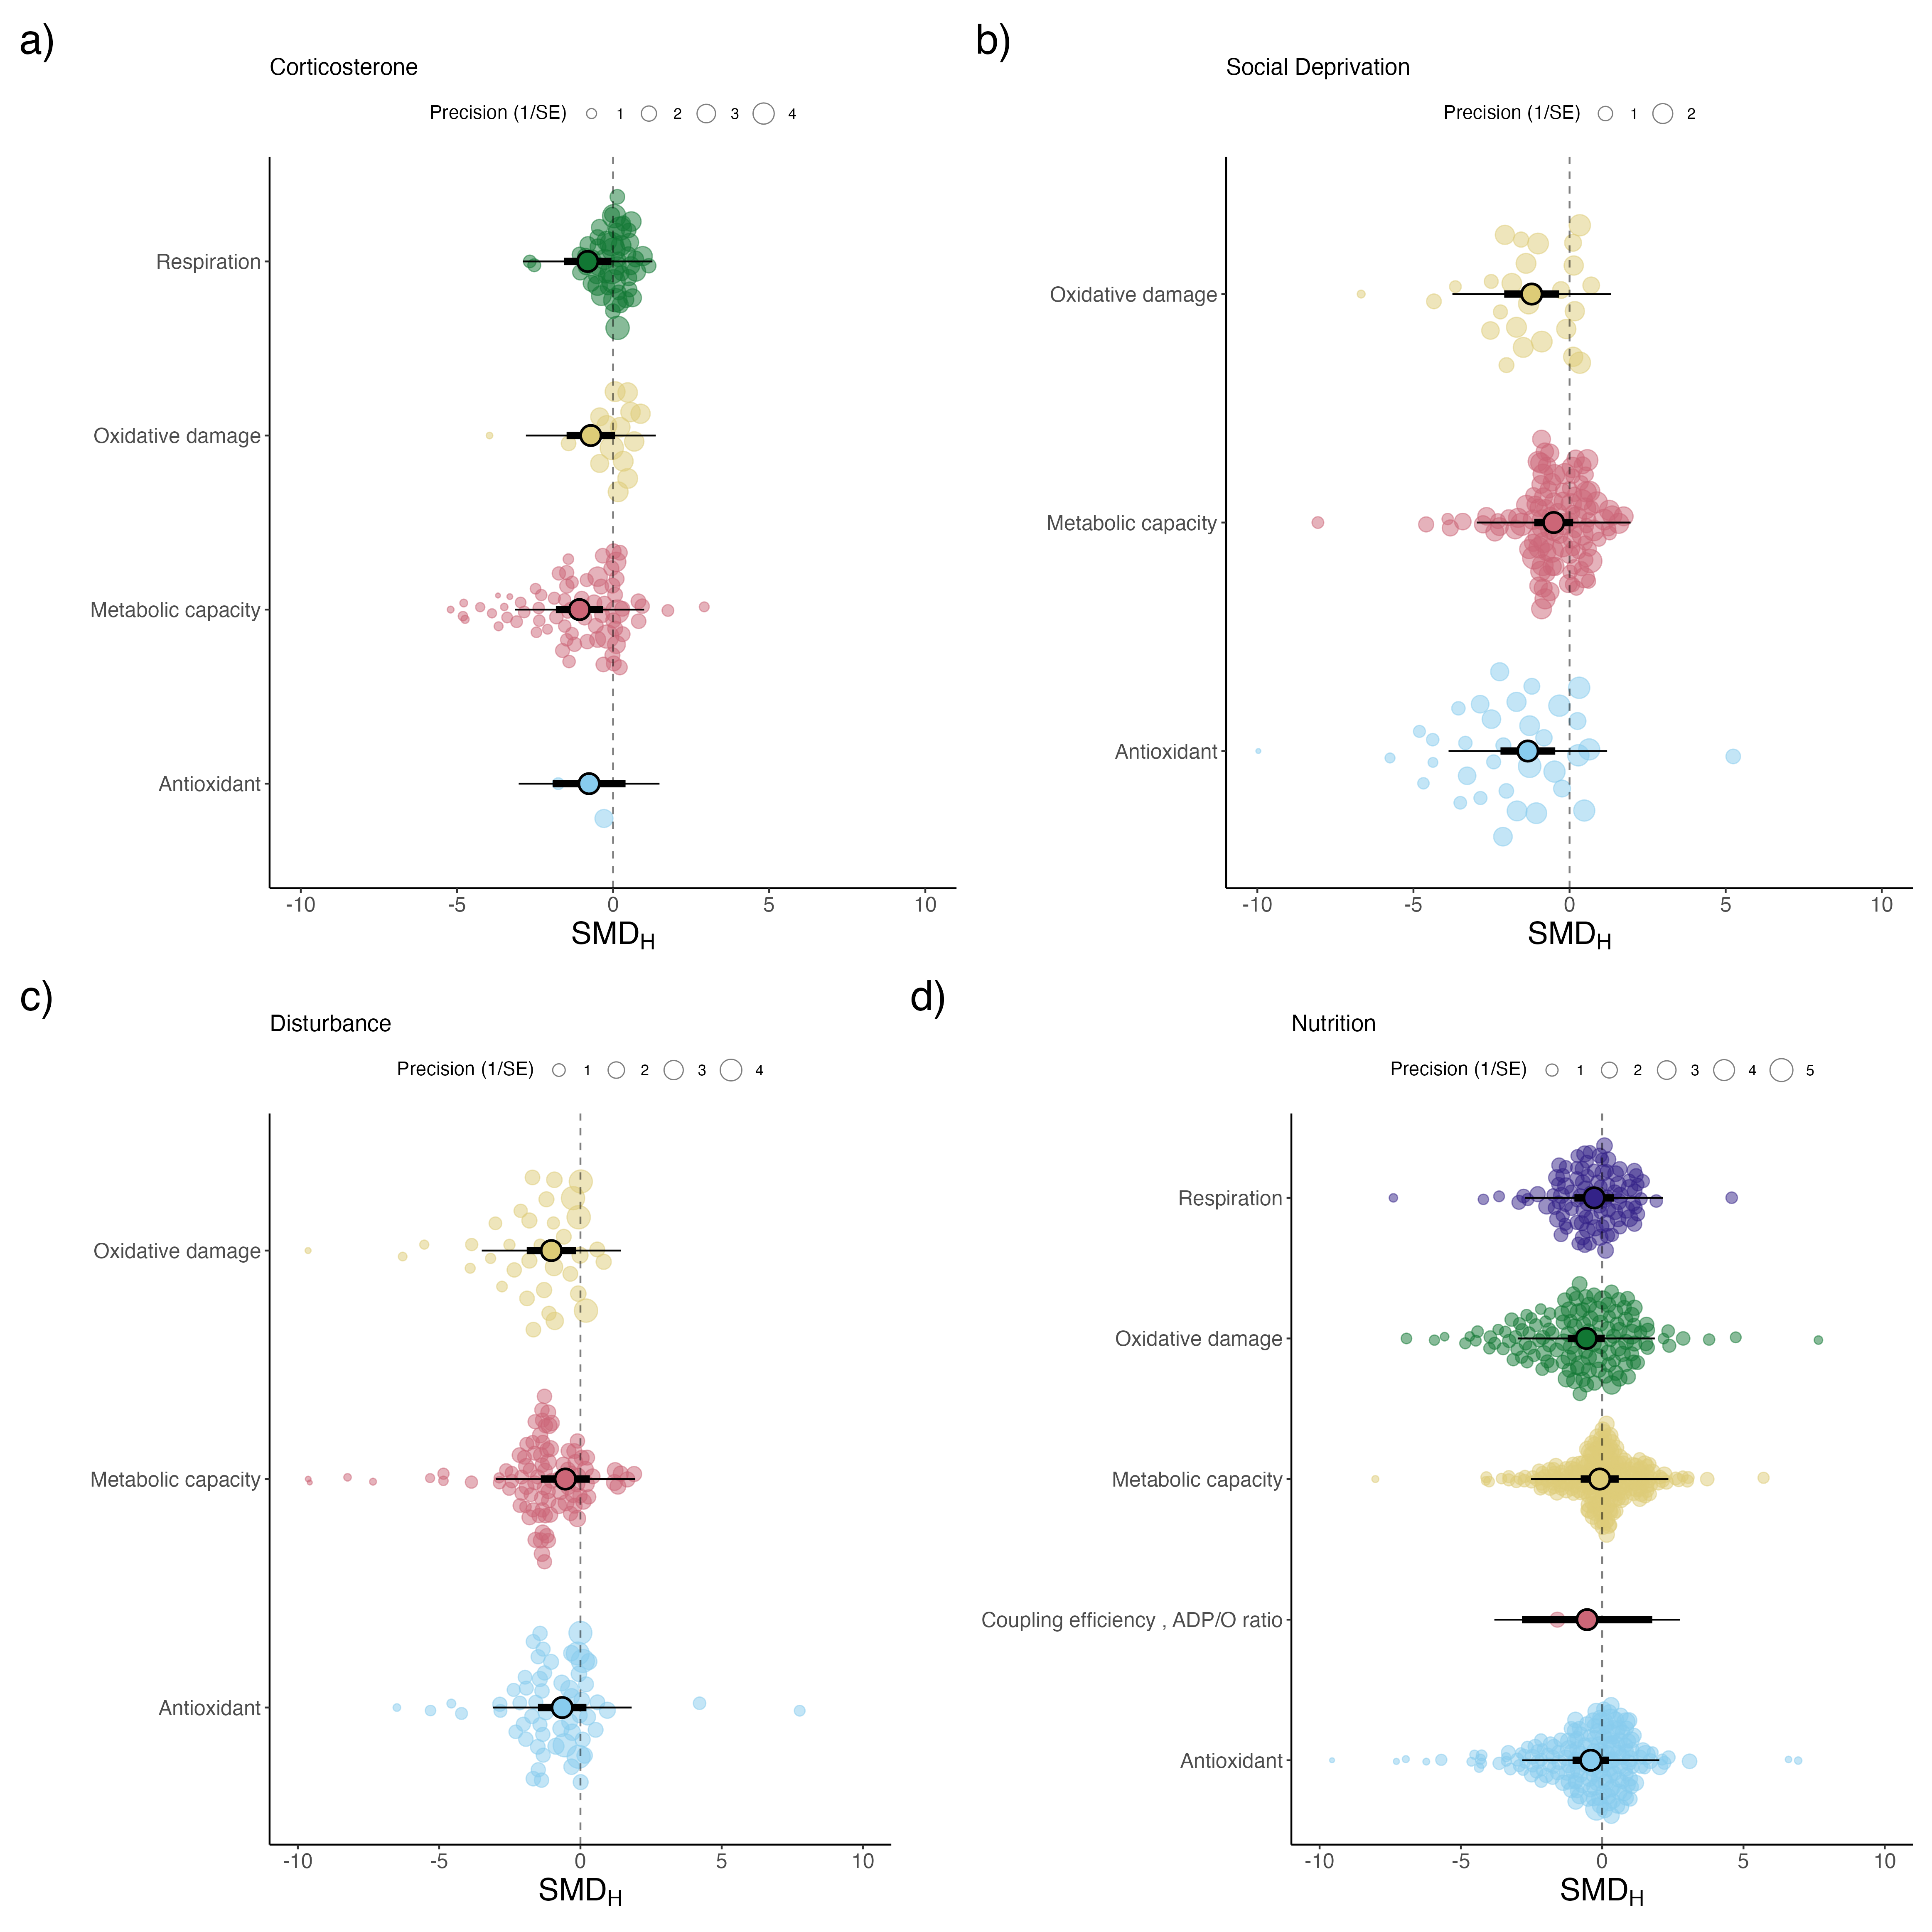 a)
Corticosterone
Precision (1/SE) 1 2 3 4
Respiration
Oxidative damage
Metabolic capacity
Antioxidant
-10 -5 0 5 10
SMD_H
b)
Social Deprivation
Precision (1/SE) 1 2
Oxidative damage
Metabolic capacity
Antioxidant
-10 -5 0 5 10
SMD_H
c)
Disturbance
Precision (1/SE) 1 2 3 4
Oxidative damage
Metabolic capacity
Antioxidant
-10 -5 0 5 10
SMD_H
d)
Nutrition
Precision (1/SE) 1 2 3 4 5
Respiration
Oxidative damage
Metabolic capacity
Coupling efficiency , ADP/O ratio
Antioxidant
-10 -5 0 5 10
SMD_H